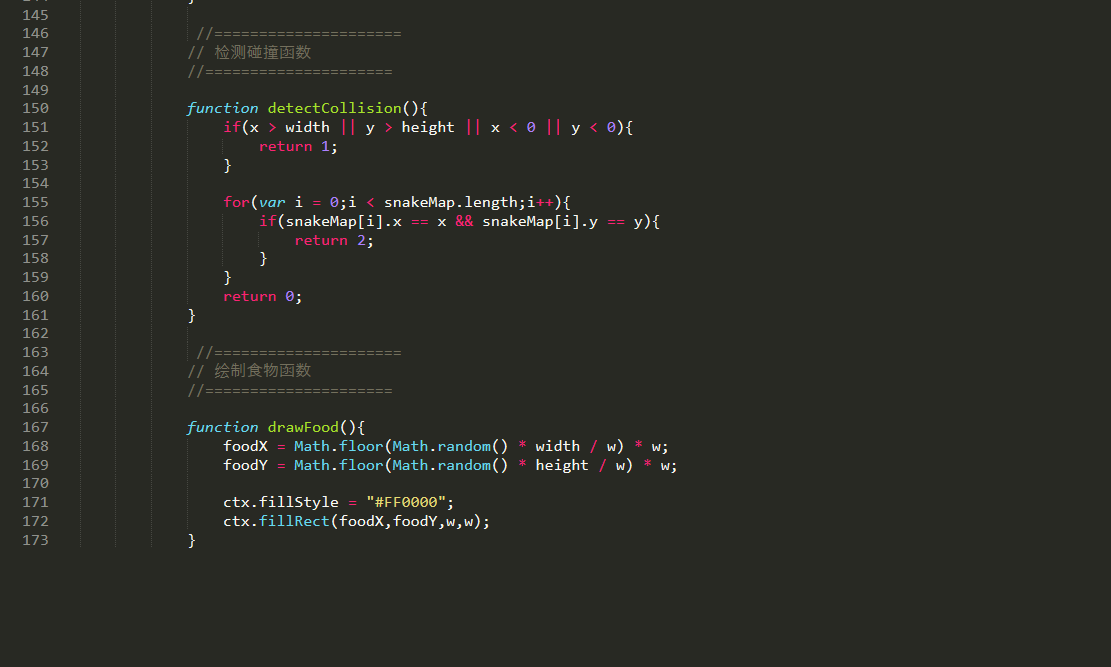 145
146 //=====================
147 // 检测碰撞函数
148 //=====================
149
150 function detectCollision(){
151 if(x > width || y > height || x < 0 || y < 0){
152 return 1;
153 }
154
155 for(var i = 0;i < snakeMap.length;i++){
156 if(snakeMap[i].x == x && snakeMap[i].y == y){
157 return 2;
158 }
159 }
160 return 0;
161 }
162
163 //=====================
164 // 绘制食物函数
165 //=====================
166
167 function drawFood(){
168 foodX = Math.floor(Math.random() * width / w) * w;
169 foodY = Math.floor(Math.random() * height / w) * w;
170
171 ctx.fillStyle = "#FF0000";
172 ctx.fillRect(foodX,foodY,w,w);
173 }